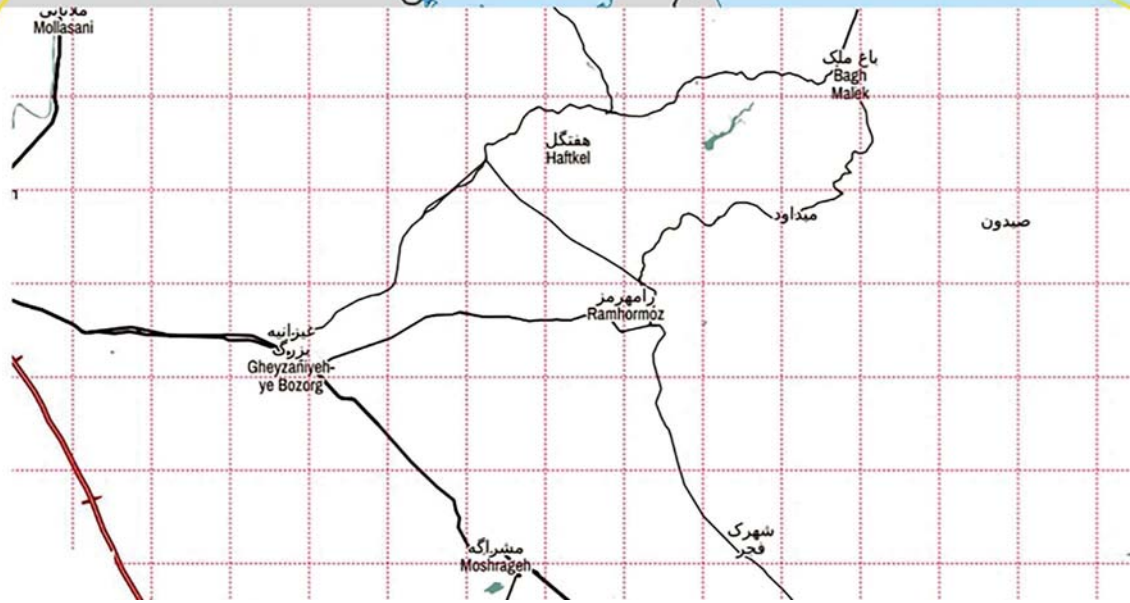 ملاثانی
Mollasani
باغ ملک
Bagh
Malek
هفتگل
Haftkel
میداود
صیدون
رامهرمز
Ramhormoz
غیزانیه
بزرگ
Gheyzaniyeh-
ye Bozorg
شهرک
فجر
مشراگه
Moshrageh